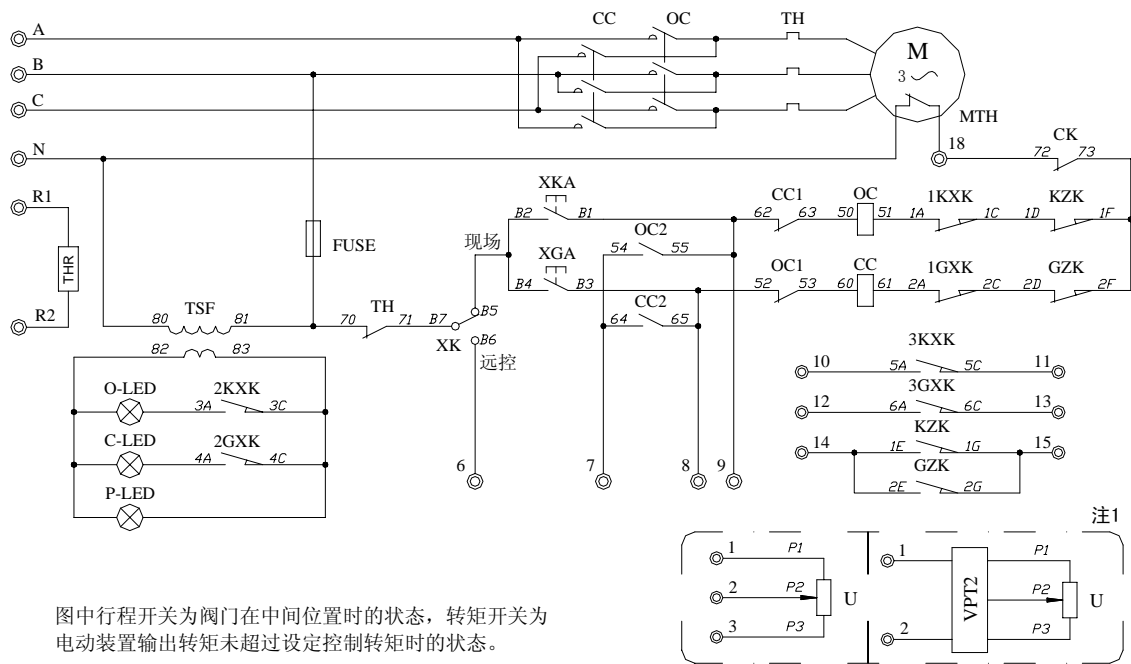 CC OC TH
A
B
C
N
M
3
MTH
18
CK
72 73
R1
R2
THR
FUSE
XKA
B2 B1
CC1
62 63
OC
50 51
1KXK
1A 1C
KZK
1D 1F
现场
OC2
54 55
XGA
B4 B3
OC1
52 53
CC
60 61
1GXK
2A 2C
GZK
2D 2F
TSF
80 81
TH
70 71
B7
B5
XK
B6
远控
CC2
64 65
82 83
O-LED
2KXK
3A 3C
C-LED
2GXK
4A 4C
P-LED
6
7
8
9
3KXK
10 5A 5C 11
3GXK
12 6A 6C 13
KZK
14 1E 1G 15
GZK
2E 2G
注1
1 P1
2 P2
3 P3
U
1
2
VPT2
P1
P2
P3
U
图中行程开关为阀门在中间位置时的状态，转矩开关为
电动装置输出转矩未超过设定控制转矩时的状态。